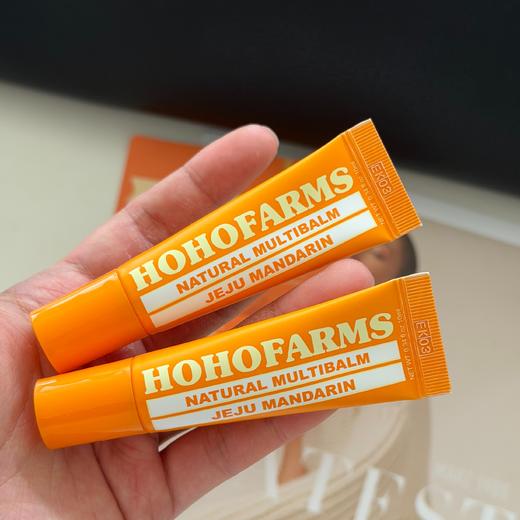 HOHOFARMS
NATURAL MULTIBALM
JEJU MANDARIN
EK03
HOHOFARMS
NATURAL MULTIBALM
JEJU MANDARIN
EK03